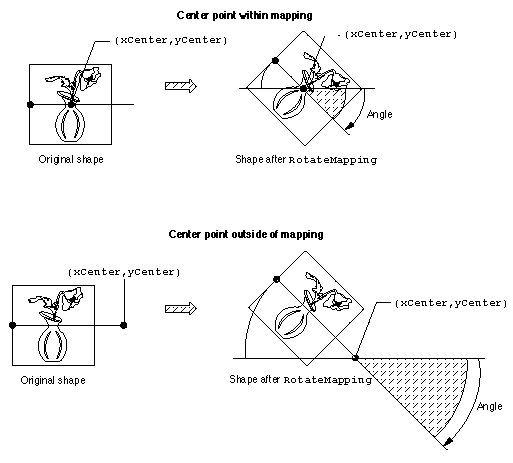 Center point within mapping
(xCenter,yCenter)
(xCenter,yCenter)
Angle
Original shape
Shape after RotateMapping
Center point outside of mapping
(xCenter,yCenter)
(xCenter,yCenter)
Original shape
Shape after RotateMapping
Angle